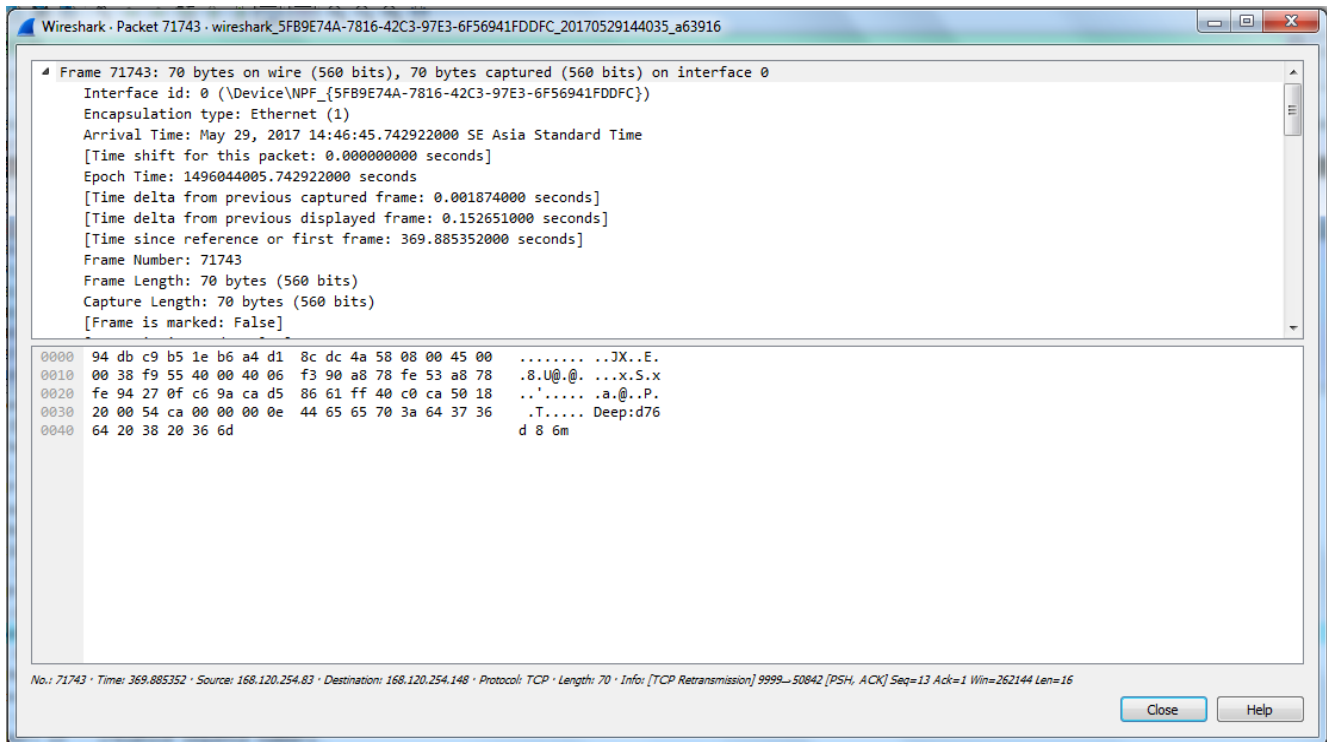 Wireshark · Packet 71743 · wireshark_5FB9E74A-7816-42C3-97E3-6F56941FDDFC_20170529144035_a63916
Frame 71743: 70 bytes on wire (560 bits), 70 bytes captured (560 bits) on interface 0
Interface id: 0 (\Device\NPF_{5FB9E74A-7816-42C3-97E3-6F56941FDDFC})
Encapsulation type: Ethernet (1)
Arrival Time: May 29, 2017 14:46:45.742922000 SE Asia Standard Time
[Time shift for this packet: 0.000000000 seconds]
Epoch Time: 1496044005.742922000 seconds
[Time delta from previous captured frame: 0.001874000 seconds]
[Time delta from previous displayed frame: 0.152651000 seconds]
[Time since reference or first frame: 369.885352000 seconds]
Frame Number: 71743
Frame Length: 70 bytes (560 bits)
Capture Length: 70 bytes (560 bits)
[Frame is marked: False]
0000 94 db c9 b5 1e b6 a4 d1 8c dc 4a 58 08 00 45 00 ........ ..JX..E.
0010 00 38 f9 55 40 00 40 06 f3 90 a8 78 fe 53 a8 78 .8.U@.@. ...x.S.x
0020 fe 94 27 0f c6 9a ca d5 86 61 ff 40 c0 ca 50 18 ..'..... .a.@..P.
0030 20 00 54 ca 00 00 00 0e 44 65 65 70 3a 64 37 36 .T..... Deep:d76
0040 64 20 38 20 36 6d d 8 6m
No.: 71743 · Time: 369.885352 · Source: 168.120.254.83 · Destination: 168.120.254.148 · Protocol: TCP · Length: 70 · Info: [TCP Retransmission] 9999→50842 [PSH, ACK] Seq=13 Ack=1 Win=262144 Len=16
Close Help